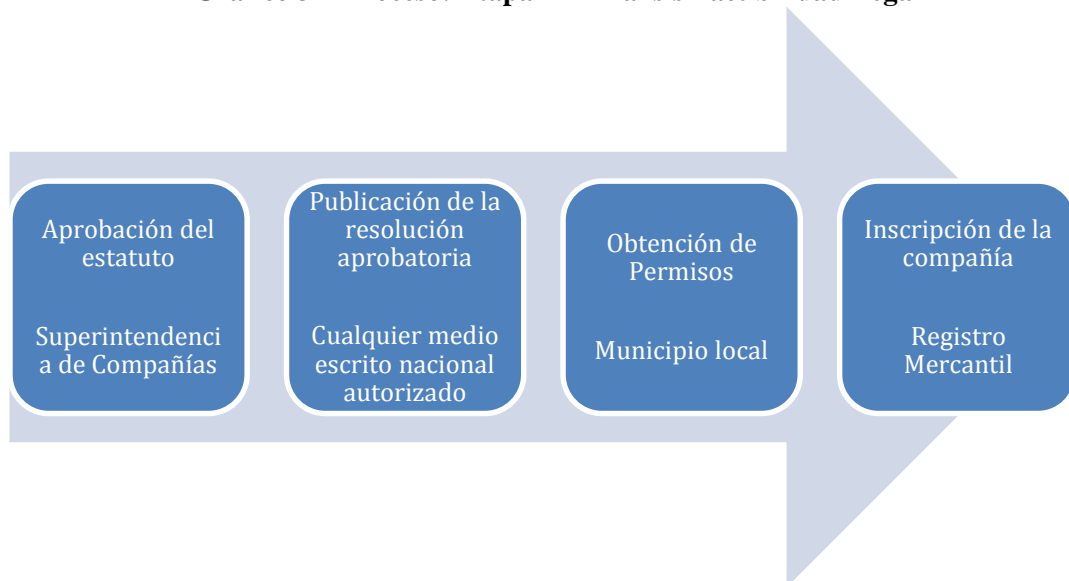 Aprobación del
estatuto
Superintendenci
a de Compañías
Publicación de la
resolución
aprobatoria
Cualquier medio
escrito nacional
autorizado
Obtención de
Permisos
Municipio local
Inscripción de la
compañía
Registro
Mercantil